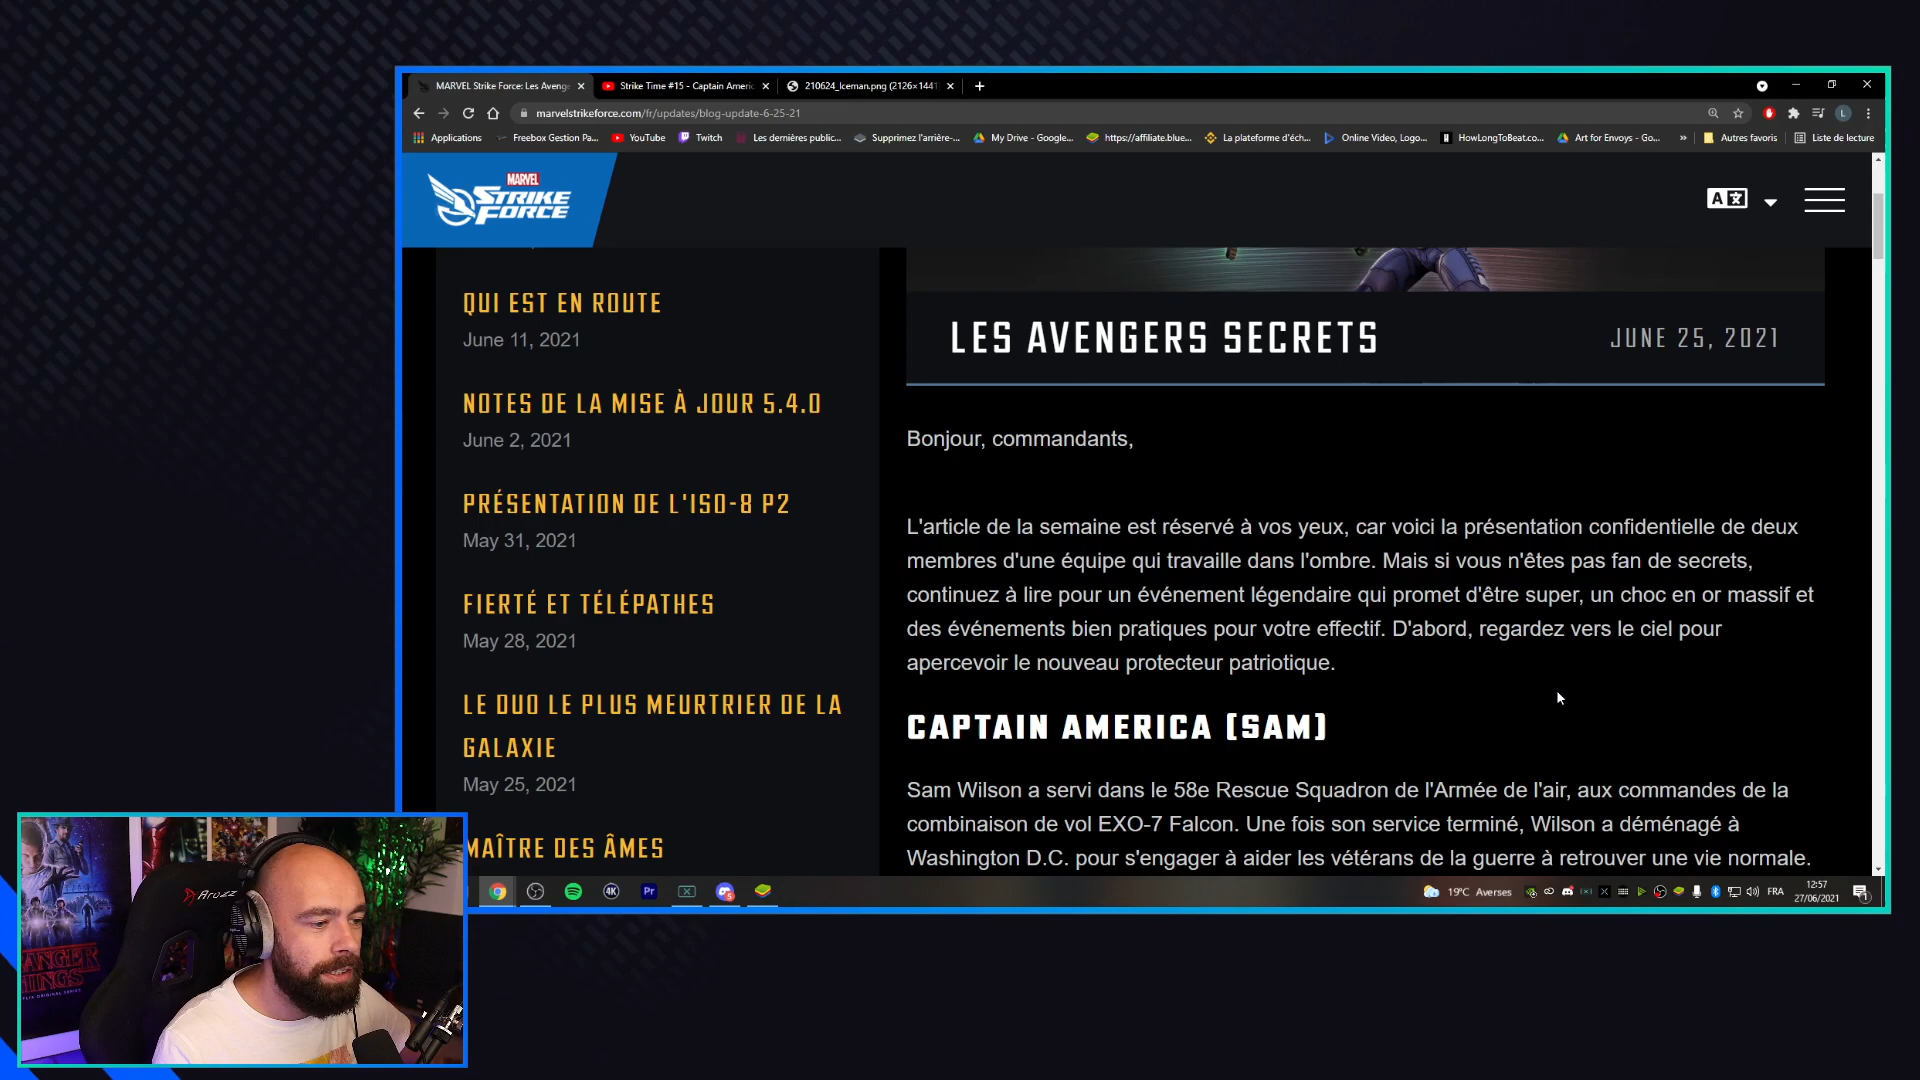 MARVEL Strike Force: Les Aveng
Strike Time #15 - Captain Americ
210624_Iceman.png (2126×1441)
marvelstrikeforce.com/fr/updates/blog-update-6-25-21
Applications
Freebox Gestion Pa...
YouTube
Twitch
Les dernières public...
Supprimez l'arrière-...
My Drive - Google...
https://affiliate.blue...
La plateforme d'éch...
Online Video, Logo...
HowLongToBeat.co...
Art for Envoys - Go...
»
Autres favoris
Liste de lecture
MARVEL
STRIKE
FORCE
QUI EST EN ROUTE
June 11, 2021
NOTES DE LA MISE À JOUR 5.4.0
June 2, 2021
PRÉSENTATION DE L'ISO-8 P2
May 31, 2021
FIERTÉ ET TÉLÉPATHES
May 28, 2021
LE DUO LE PLUS MEURTRIER DE LA
GALAXIE
May 25, 2021
MAÎTRE DES ÂMES
LES AVENGERS SECRETS
JUNE 25, 2021
Bonjour, commandants,
L'article de la semaine est réservé à vos yeux, car voici la présentation confidentielle de deux
membres d'une équipe qui travaille dans l'ombre. Mais si vous n'êtes pas fan de secrets,
continuez à lire pour un événement légendaire qui promet d'être super, un choc en or massif et
des événements bien pratiques pour votre effectif. D'abord, regardez vers le ciel pour
apercevoir le nouveau protecteur patriotique.
CAPTAIN AMERICA (SAM)
Sam Wilson a servi dans le 58e Rescue Squadron de l'Armée de l'air, aux commandes de la
combinaison de vol EXO-7 Falcon. Une fois son service terminé, Wilson a déménagé à
Washington D.C. pour s'engager à aider les vétérans de la guerre à retrouver une vie normale.
4K
Pr
19°C Averses
FRA
12:57
27/06/2021
AROZZI
ANGER
HINGS